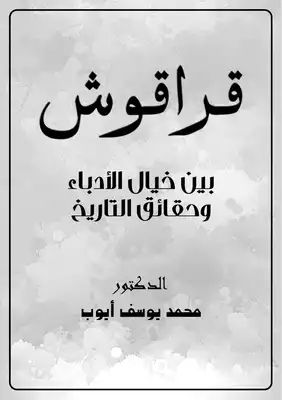 قراقوش
بين خيال الأدباء
وحقائق التاريخ
الدكتور
محمد يوسف أيوب